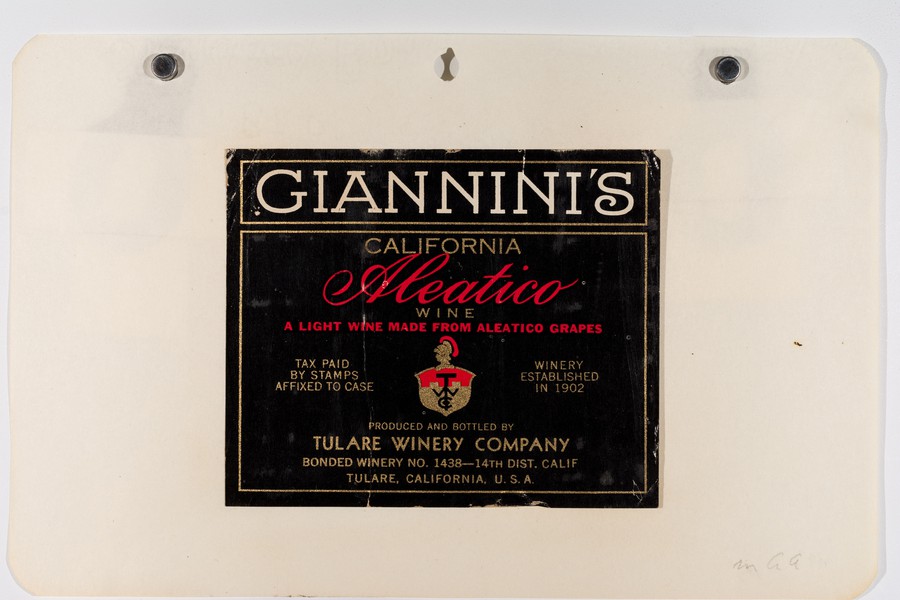 GIANNINI'S
CALIFORNIA
Aleatico
WINE
A LIGHT WINE MADE FROM ALEATICO GRAPES
TAX PAID
BY STAMPS
AFFIXED TO CASE
WINERY
ESTABLISHED
IN 1902
PRODUCED AND BOTTLED BY
TULARE WINERY COMPANY
BONDED WINERY NO. 1438—14TH DIST. CALIF
TULARE, CALIFORNIA, U. S. A.